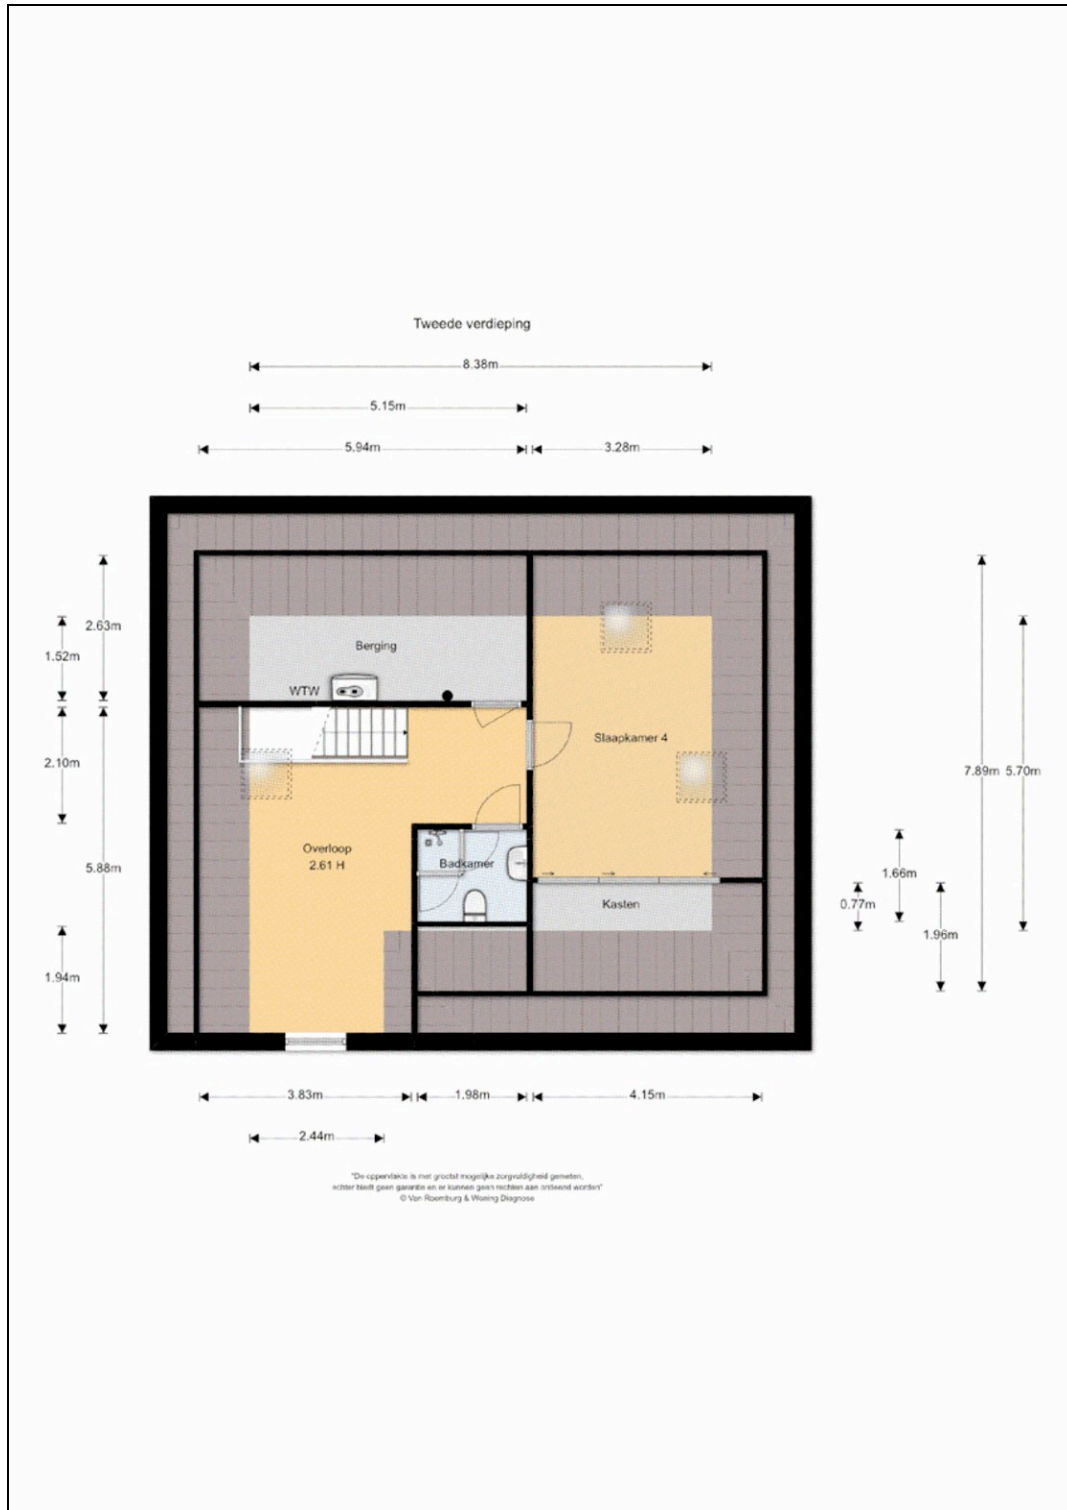 Tweede verdieping
8.38m
5.15m
5.94m
3.28m
2.63m
1.52m
Berging
WTW
2.10m
Slaapkamer 4
7.89m
5.70m
Overloop
2.61 H
Badkamer
5.88m
1.66m
0.77m
Kasten
1.96m
1.94m
3.83m
1.98m
4.15m
2.44m
"De oppervlakte is met grootst mogelijke zorgvuldigheid gemeten,
echter biedt geen garantie en er kunnen geen rechten aan ontleend worden"
© Van Roemburg & Woning Diagnose